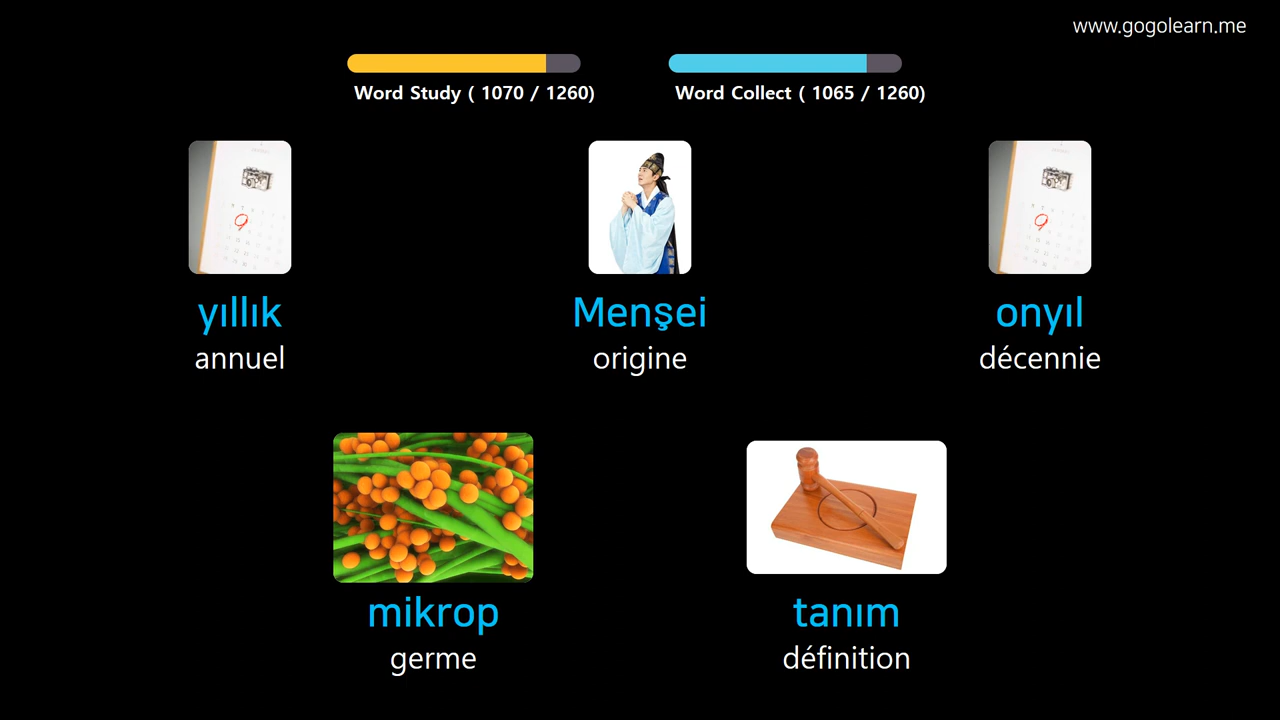 www.gogolearn.me
Word Study ( 1070 / 1260)
Word Collect ( 1065 / 1260)
yıllık
annuel
Menşei
origine
onyıl
décennie
mikrop
germe
tanım
définition